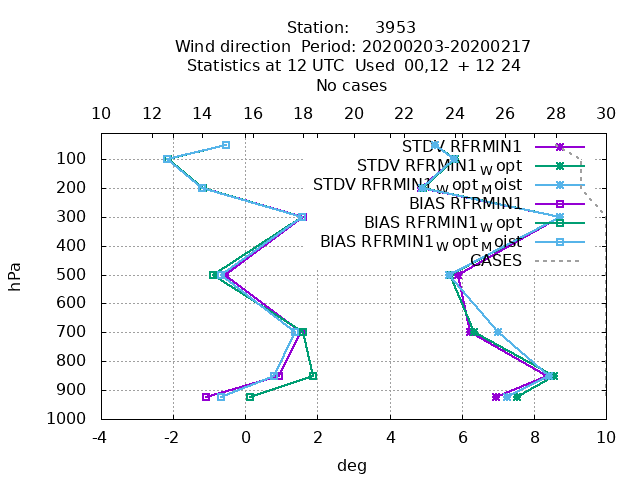 Station: 3953
Wind direction Period: 20200203-20200217
Statistics at 12 UTC Used 00,12 + 12 24
No cases
10 12 14 16 18 20 22 24 26 28 30
STDV RFRMIN1
100
STDV RFRMIN1_W opt
STDV RFRMIN1_W opt_M oist
200
BIAS RFRMIN1
300
BIAS RFRMIN1_W opt
BIAS RFRMIN1_W opt_M oist
400
CASES
hPa
500
600
700
800
900
1000
-4 -2 0 2 4 6 8 10
deg